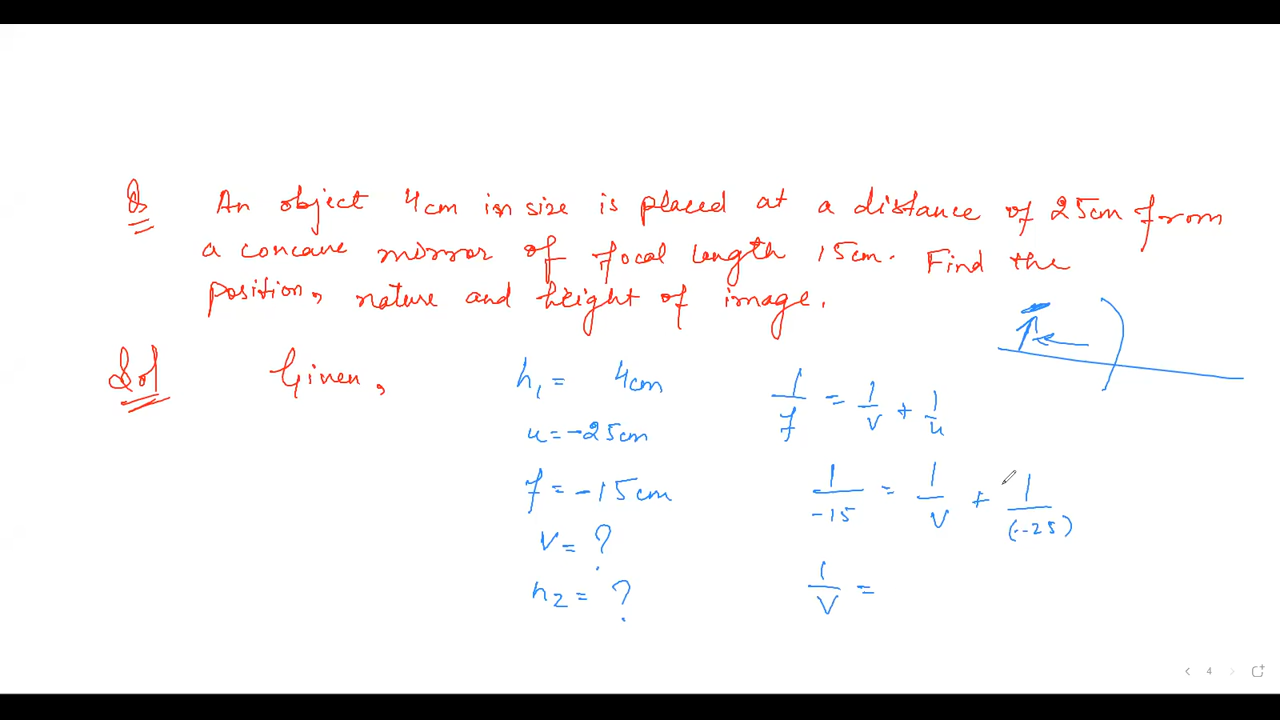 Q An object 4cm in size is placed at a distance of 25cm from
a concave mirror of focal length 15cm. Find the
position, nature and height of image.
Sol Given,
h₁ = 4cm
u = -25cm
f = -15cm
v = ?
h₂ = ?
1/f = 1/v + 1/u
1/-15 = 1/v + 1/(-25)
1/v =
4